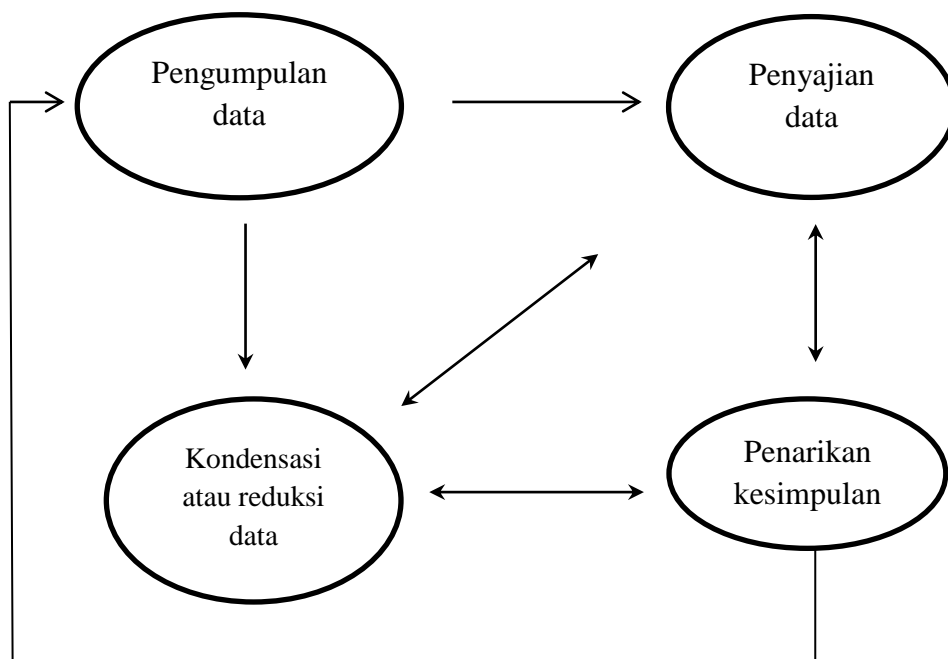 Pengumpulan
data
Penyajian
data
Kondensasi
atau reduksi
data
Penarikan
kesimpulan